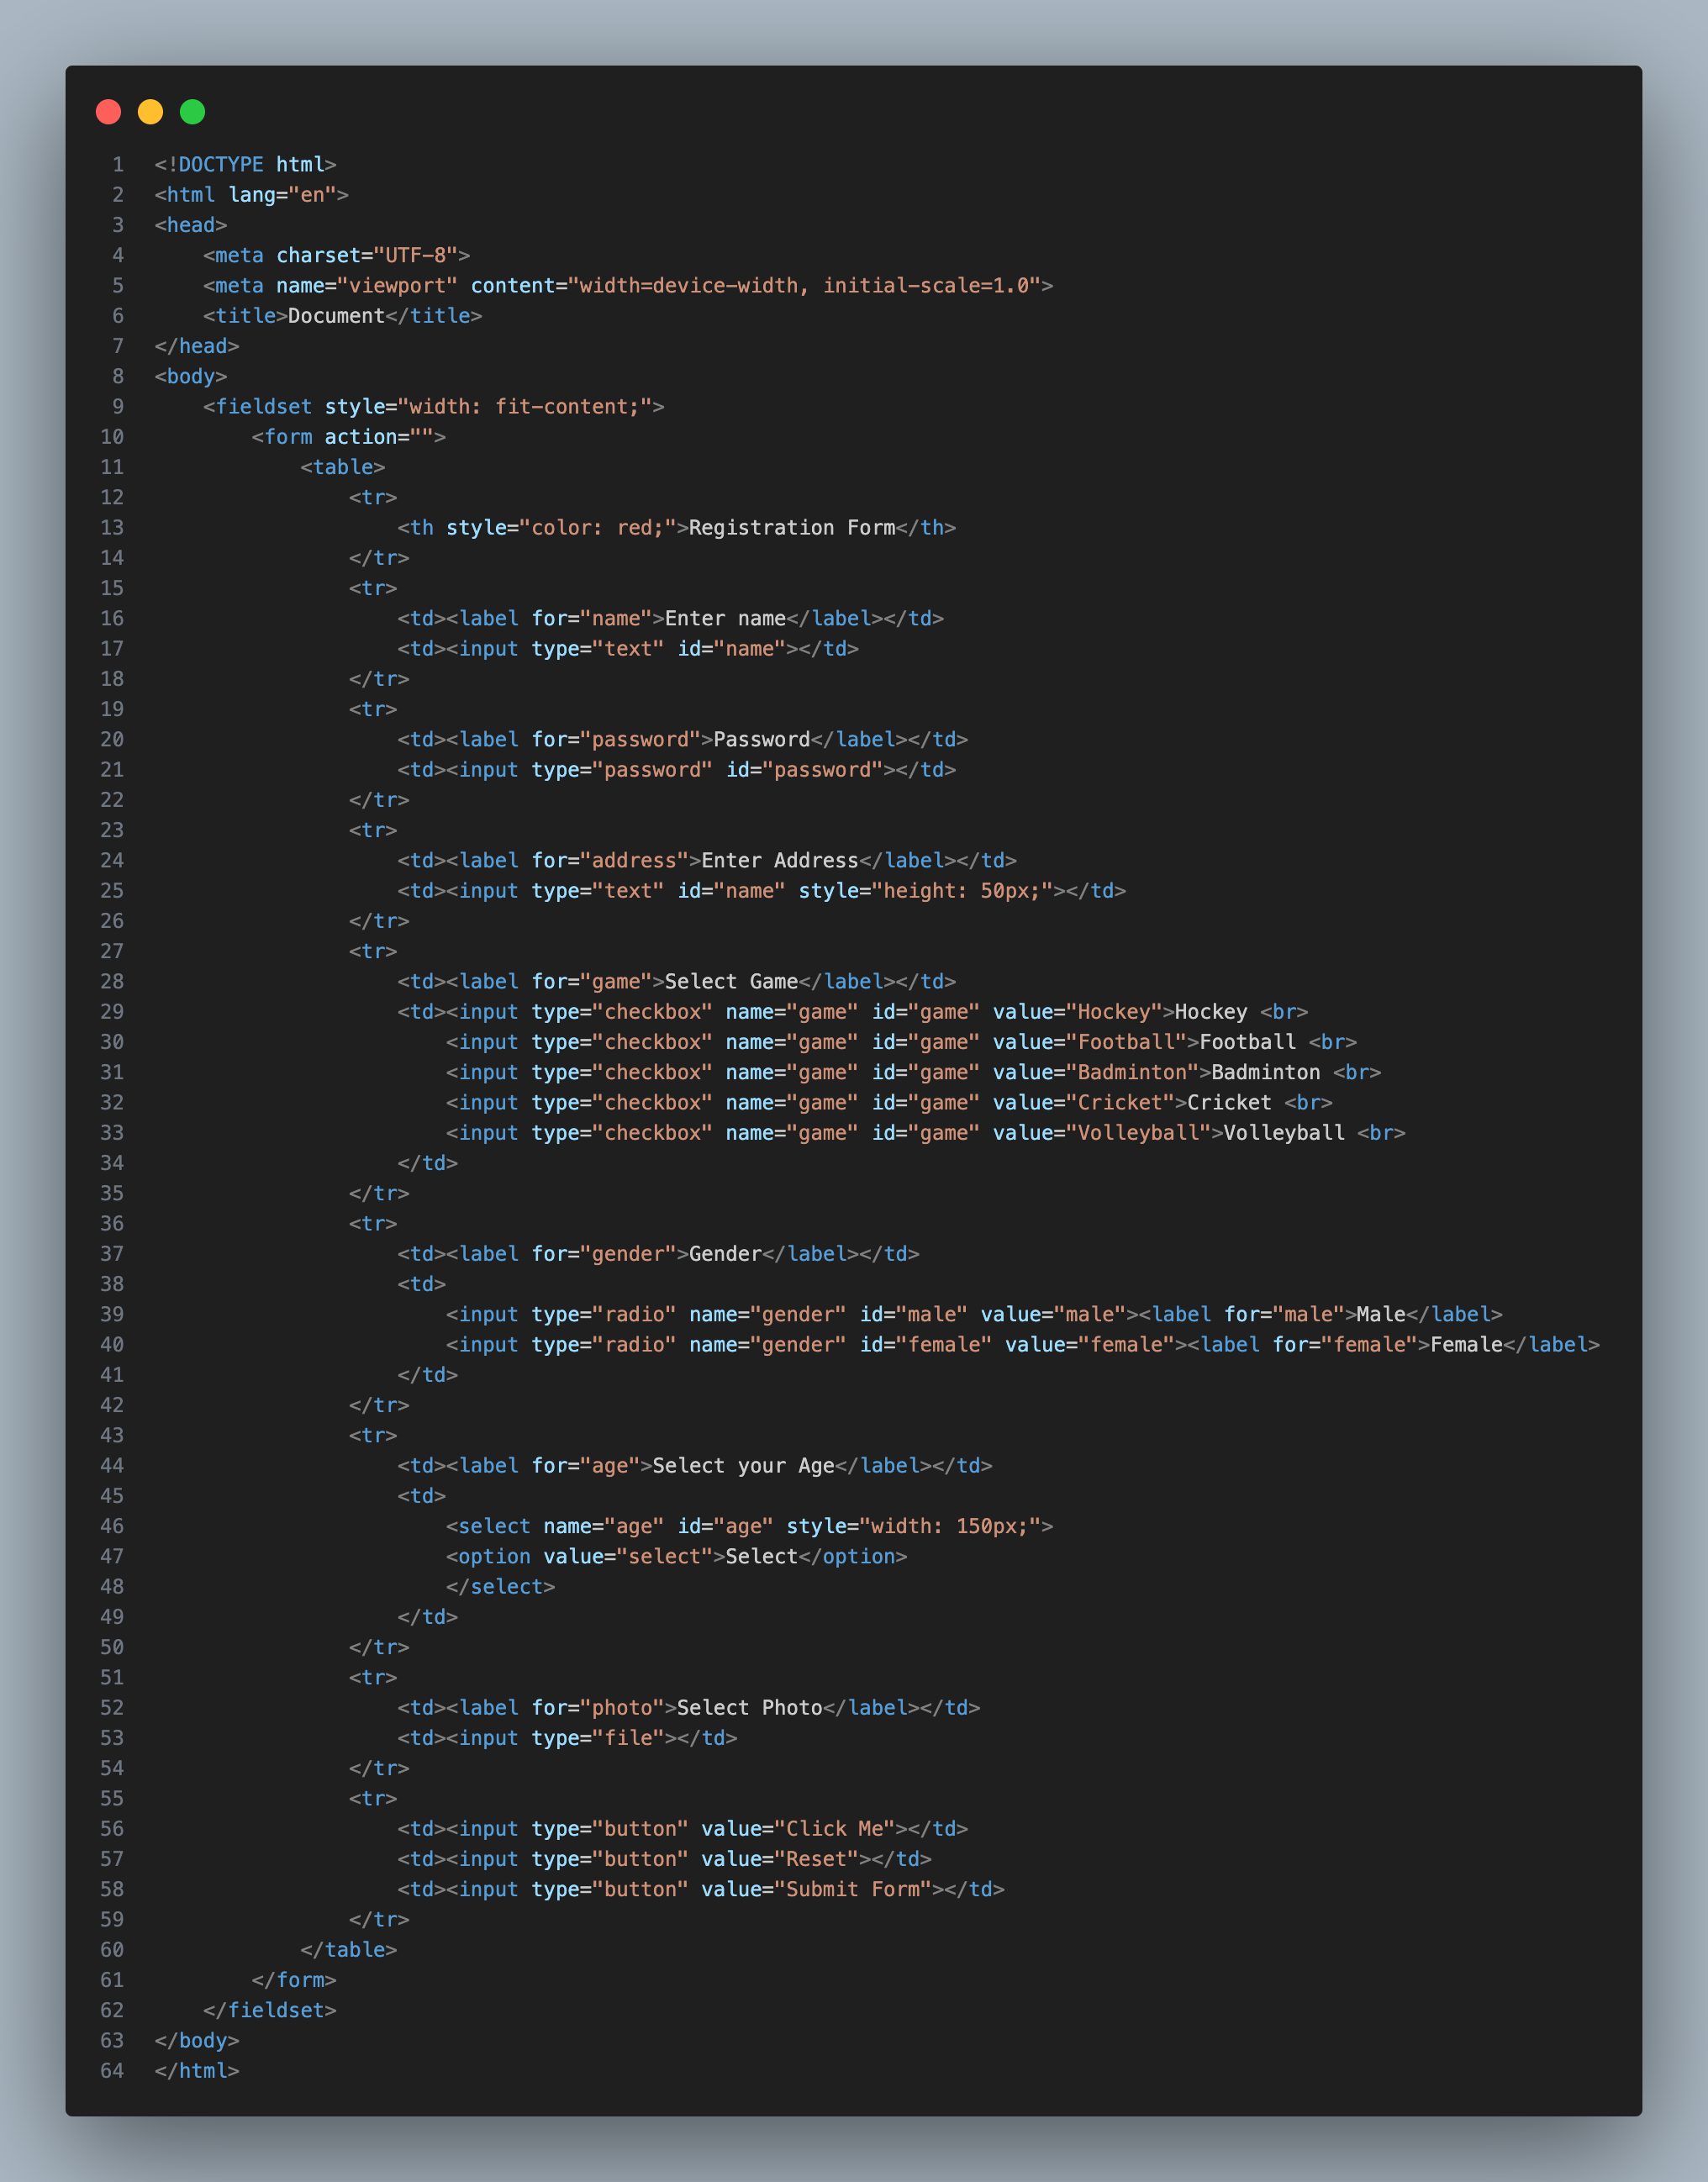 1 <!DOCTYPE html>
2 <html lang="en">
3 <head>
4     <meta charset="UTF-8">
5     <meta name="viewport" content="width=device-width, initial-scale=1.0">
6     <title>Document</title>
7 </head>
8 <body>
9     <fieldset style="width: fit-content;">
10         <form action="">
11             <table>
12                 <tr>
13                     <th style="color: red;">Registration Form</th>
14                 </tr>
15                 <tr>
16                     <td><label for="name">Enter name</label></td>
17                     <td><input type="text" id="name"></td>
18                 </tr>
19                 <tr>
20                     <td><label for="password">Password</label></td>
21                     <td><input type="password" id="password"></td>
22                 </tr>
23                 <tr>
24                     <td><label for="address">Enter Address</label></td>
25                     <td><input type="text" id="name" style="height: 50px;"></td>
26                 </tr>
27                 <tr>
28                     <td><label for="game">Select Game</label></td>
29                     <td><input type="checkbox" name="game" id="game" value="Hockey">Hockey <br>
30                         <input type="checkbox" name="game" id="game" value="Football">Football <br>
31                         <input type="checkbox" name="game" id="game" value="Badminton">Badminton <br>
32                         <input type="checkbox" name="game" id="game" value="Cricket">Cricket <br>
33                         <input type="checkbox" name="game" id="game" value="Volleyball">Volleyball <br>
34                     </td>
35                 </tr>
36                 <tr>
37                     <td><label for="gender">Gender</label></td>
38                     <td>
39                         <input type="radio" name="gender" id="male" value="male"><label for="male">Male</label>
40                         <input type="radio" name="gender" id="female" value="female"><label for="female">Female</label>
41                     </td>
42                 </tr>
43                 <tr>
44                     <td><label for="age">Select your Age</label></td>
45                     <td>
46                         <select name="age" id="age" style="width: 150px;">
47                         <option value="select">Select</option>
48                         </select>
49                     </td>
50                 </tr>
51                 <tr>
52                     <td><label for="photo">Select Photo</label></td>
53                     <td><input type="file"></td>
54                 </tr>
55                 <tr>
56                     <td><input type="button" value="Click Me"></td>
57                     <td><input type="button" value="Reset"></td>
58                     <td><input type="button" value="Submit Form"></td>
59                 </tr>
60             </table>
61         </form>
62     </fieldset>
63 </body>
64 </html>